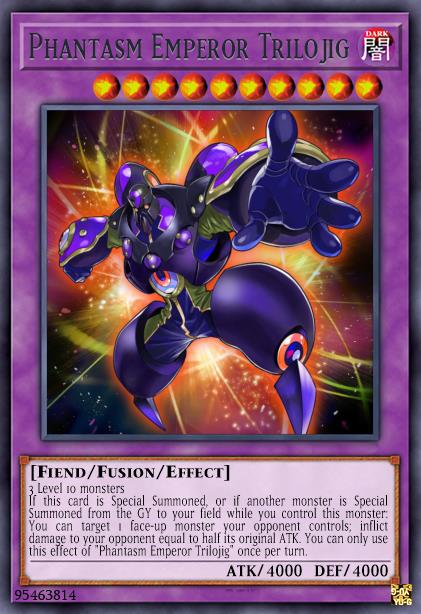 Phantasm Emperor Trilojig
DARK
闇
[Fiend/Fusion/Effect]
3 Level 10 monsters
If this card is Special Summoned, or if another monster is Special
Summoned from the GY to your field while you control this monster:
You can target 1 face-up monster your opponent controls; inflict
damage to your opponent equal to half its original ATK. You can only use
this effect of "Phantasm Emperor Trilojig" once per turn.
ATK/4000 DEF/4000
95463814